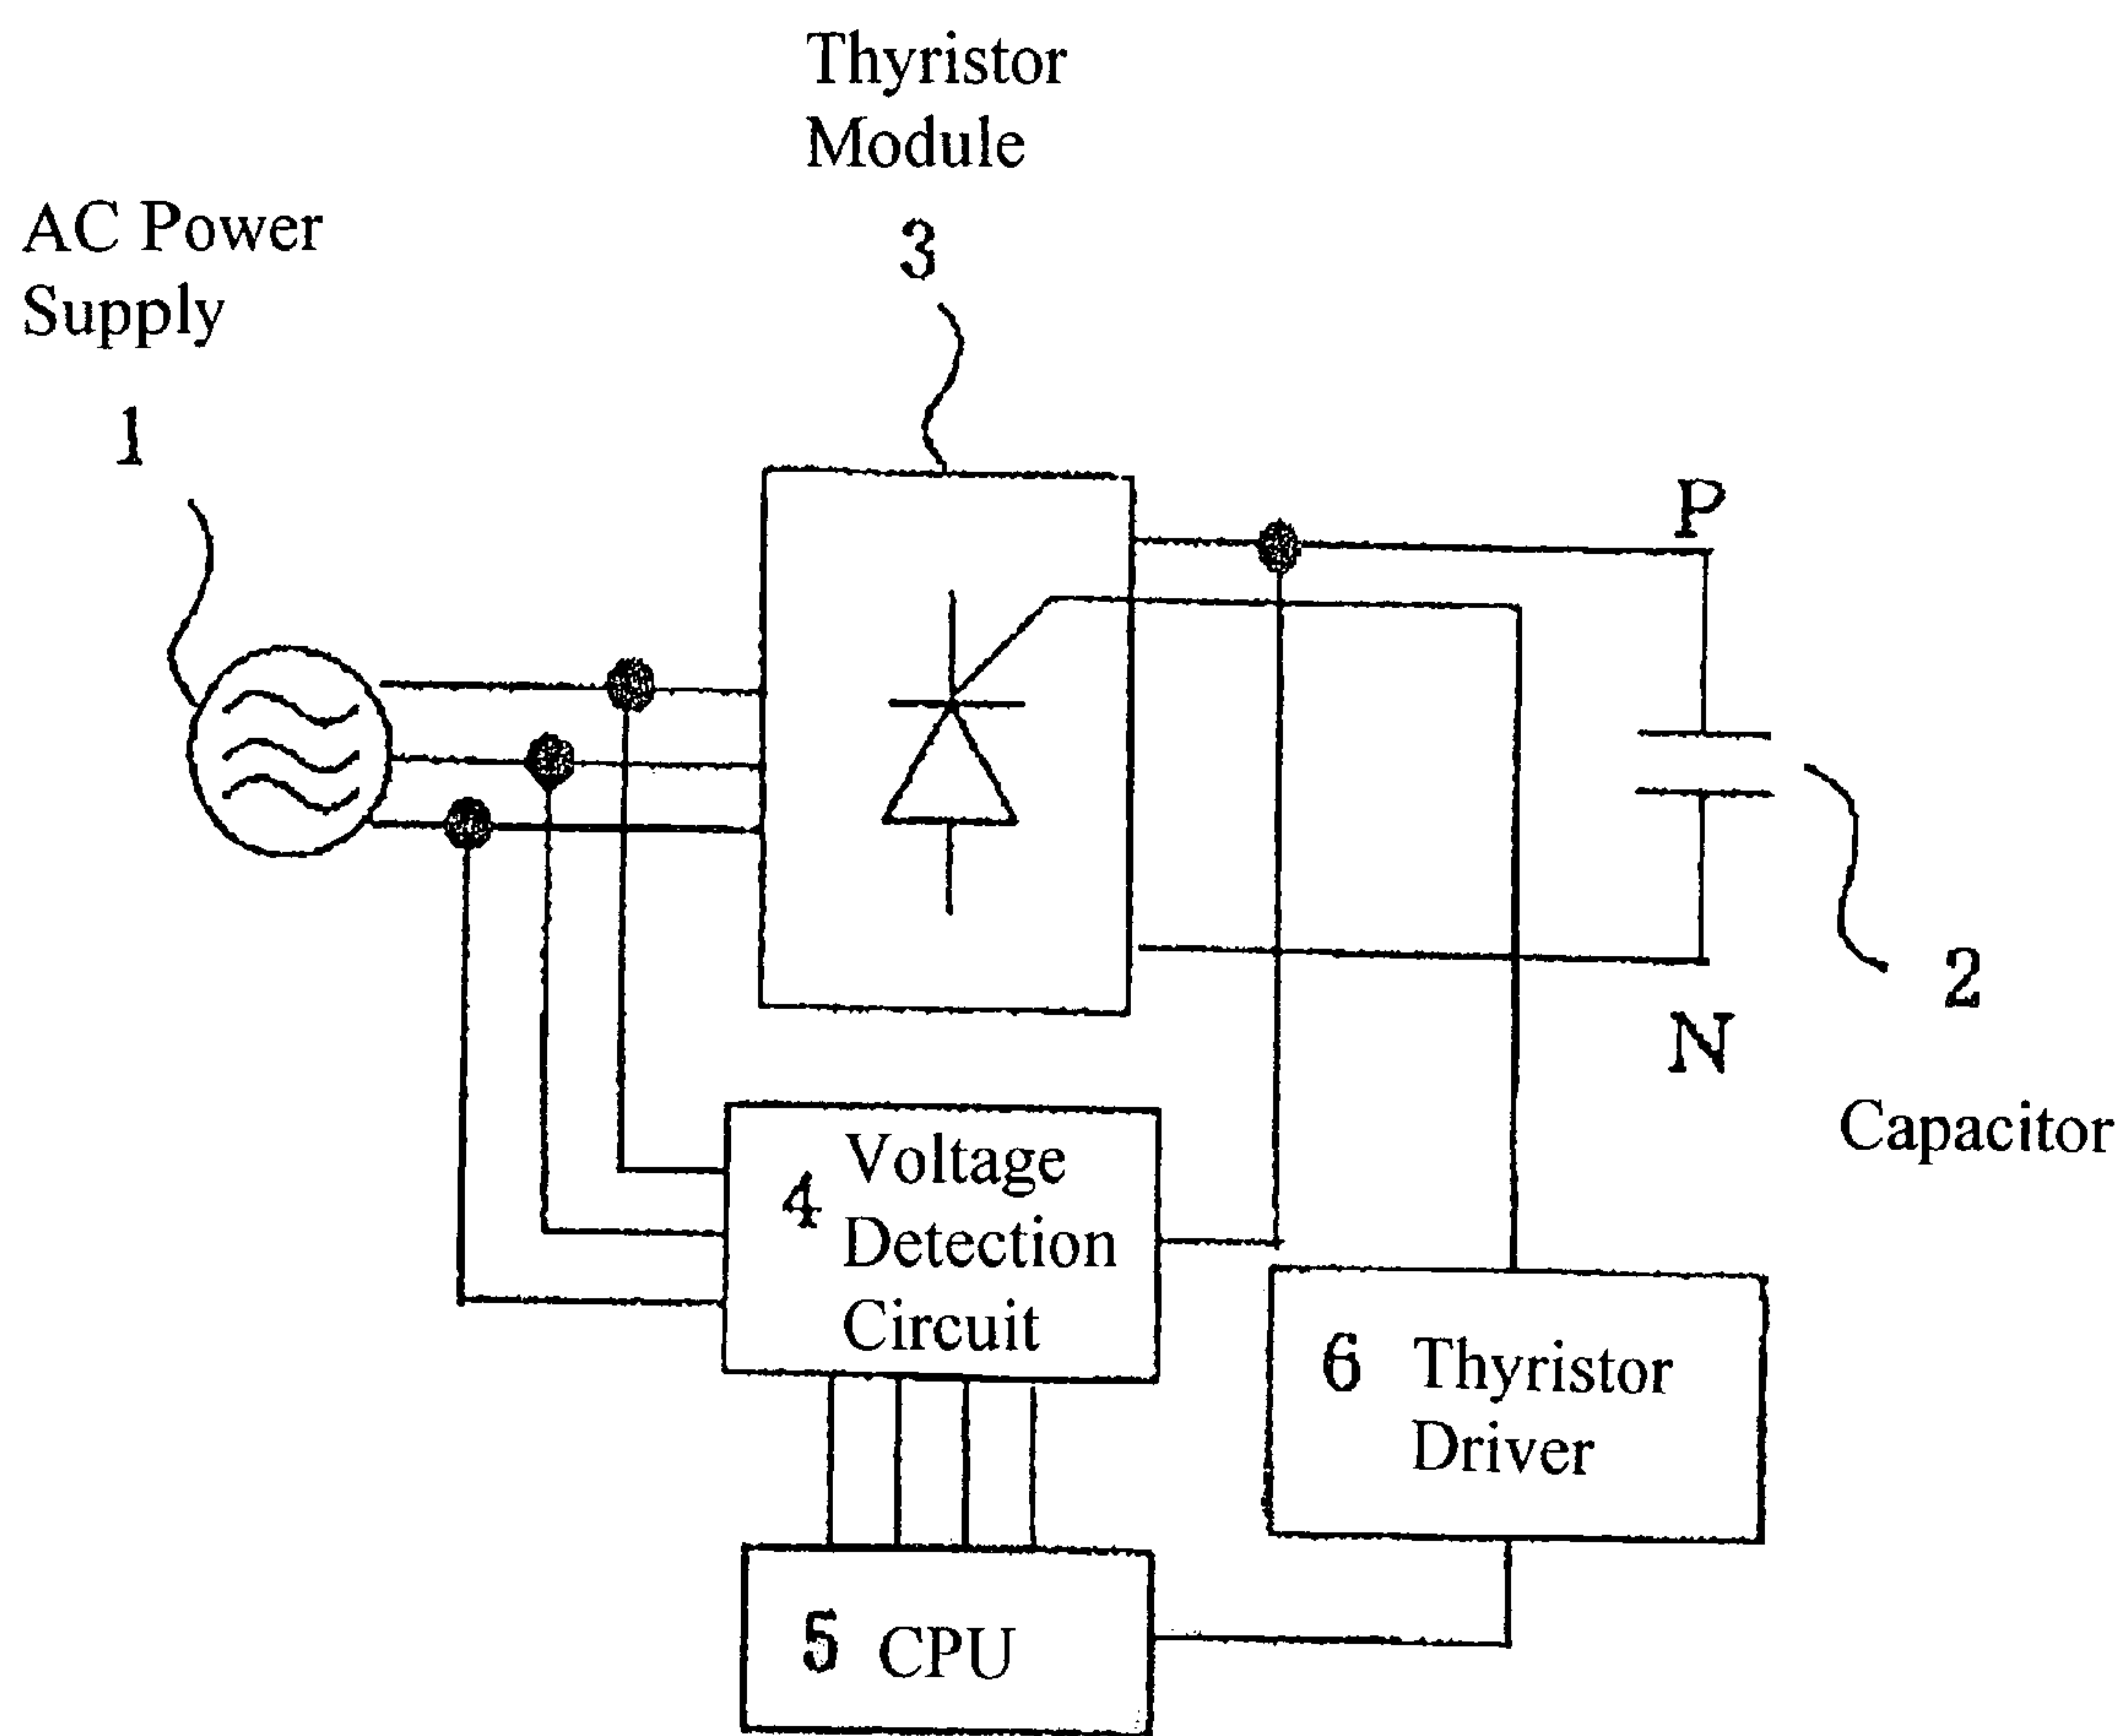 Thyristor
Module
3
AC Power
Supply
1
P
2
N
Capacitor
4 Voltage
Detection
Circuit
6 Thyristor
Driver
5 CPU